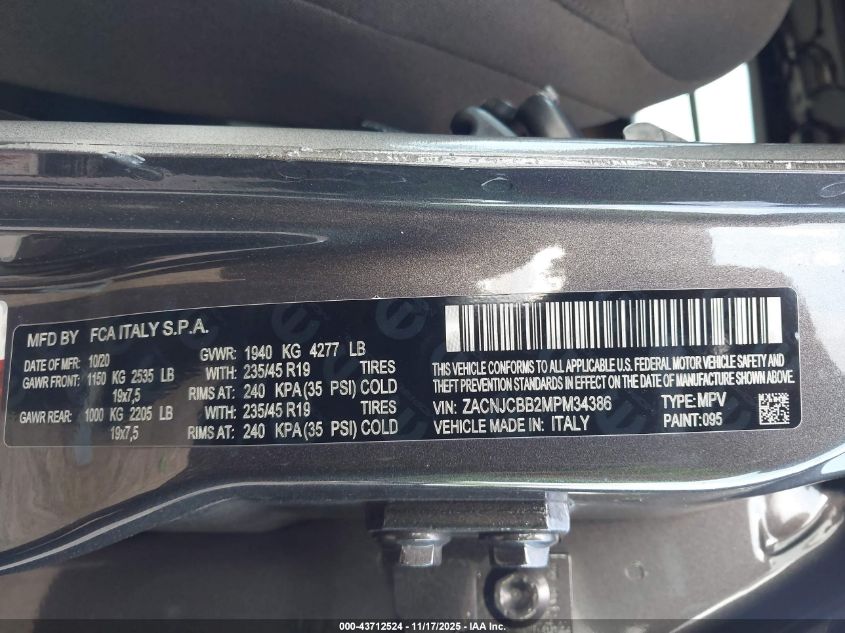 MFD BY FCA ITALY S.P.A.
DATE OF MFR: 10/20 GVWR: 1940 KG 4277 LB
GAWR FRONT: 1150 KG 2535 LB WITH: 235/45 R19 TIRES
19x7,5 RIMS AT: 240 KPA (35 PSI) COLD
GAWR REAR: 1000 KG 2205 LB WITH: 235/45 R19 TIRES
19x7,5 RIMS AT: 240 KPA (35 PSI) COLD
THIS VEHICLE CONFORMS TO ALL APPLICABLE U.S. FEDERAL MOTOR VEHICLE SAFETY AND
THEFT PREVENTION STANDARDS IN EFFECT ON THE DATE OF MANUFACTURE SHOWN ABOVE.
VIN: ZACNJCBB2MPM34386 TYPE: MPV
VEHICLE MADE IN: ITALY PAINT: 095
000-43712524 - 11/17/2025 - IAA Inc.